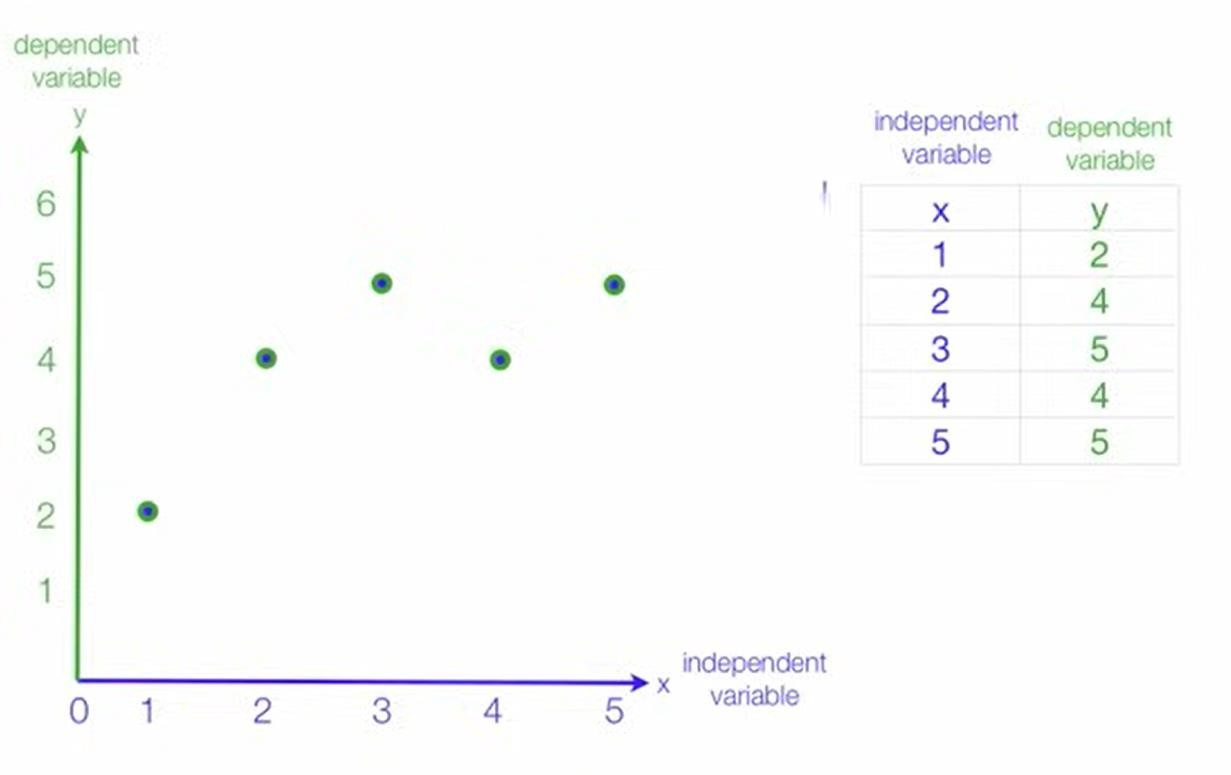 dependent
variable
y
6
5
4
3
2
1
0 1 2 3 4 5
x
independent
variable
independent
variable
dependent
variable
x y
1 2
2 4
3 5
4 4
5 5